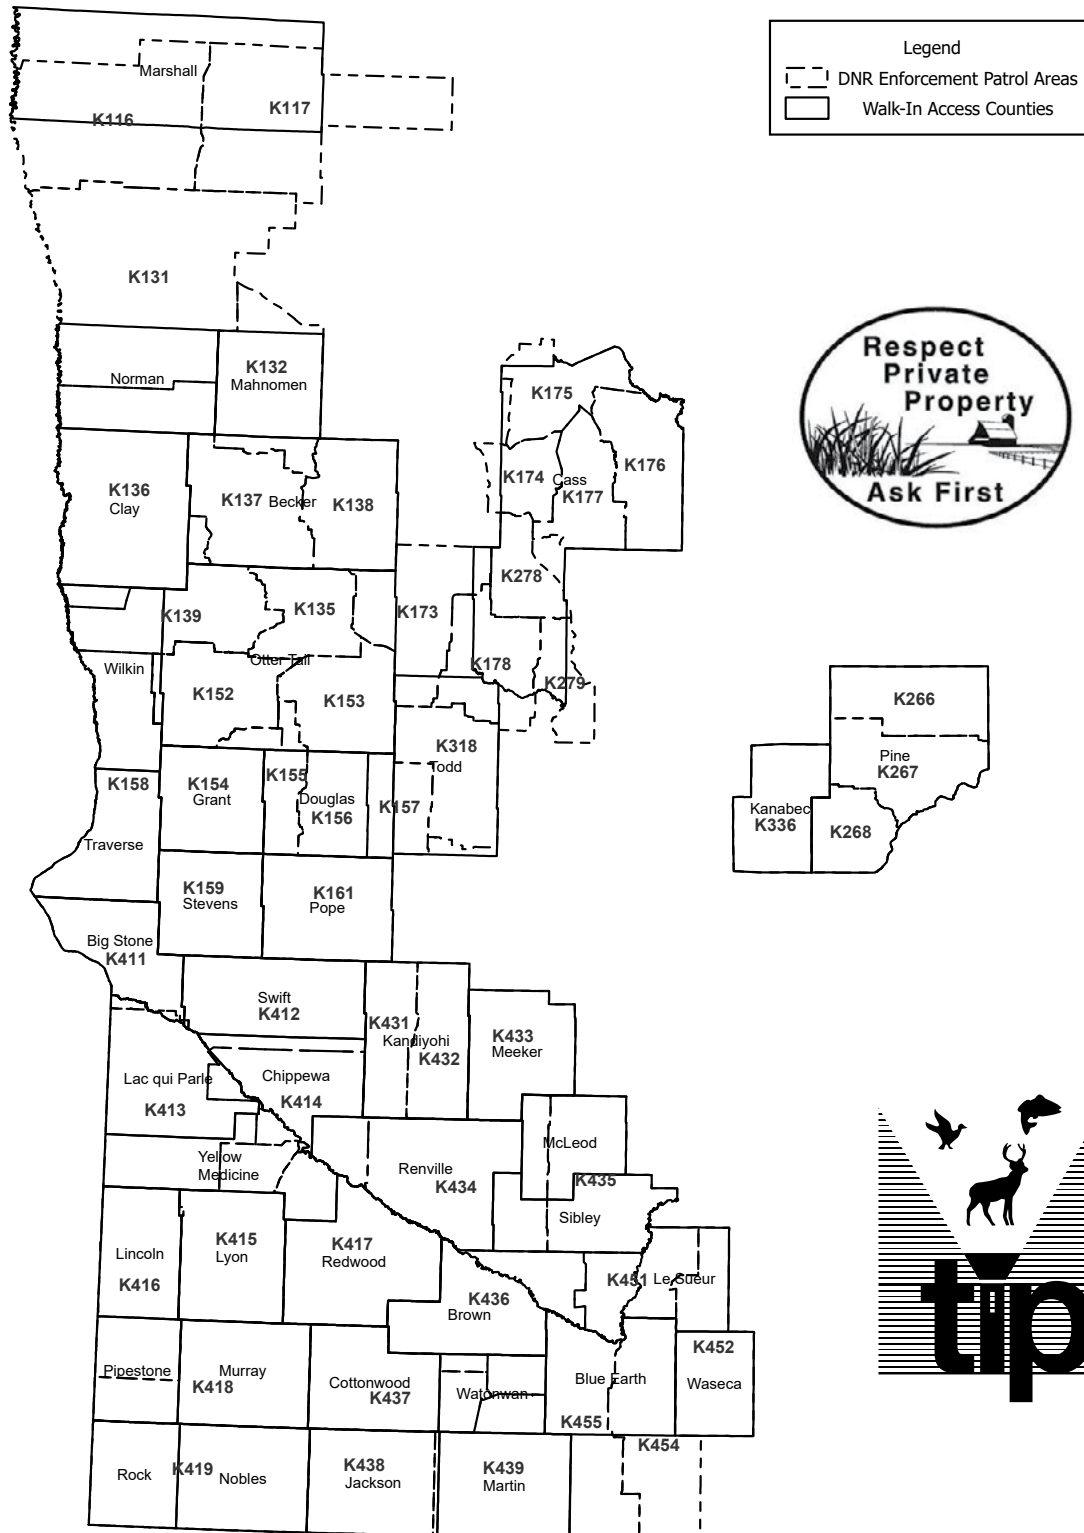 Legend
DNR Enforcement Patrol Areas
Walk-In Access Counties
Marshall
K117
K116
K131
K132
Norman
Mahnomen
K175
K136
Clay
K137
Becker
K138
K174
Cass
K177
K176
K278
K139
K135
K173
Wilkin
Otter Tail
K178
K152
K153
K279
K318
Todd
K158
K154
Grant
K155
Douglas
K156
K157
Traverse
K159
Stevens
K161
Pope
Big Stone
K411
Swift
K412
K431
Kandiyohi
K432
K433
Meeker
Lac qui Parle
K413
Chippewa
K414
Yellow
Medicine
Renville
K434
McLeod
K435
Sibley
Lincoln
K416
K415
Lyon
K417
Redwood
K436
Brown
K451
Le Sueur
K452
Waseca
Pipestone
Murray
K418
Cottonwood
K437
Watonwan
Blue Earth
K455
K454
Rock
K419
Nobles
K438
Jackson
K439
Martin
K266
Pine
K267
Kanabec
K336
K268
Respect
Private
Property
Ask First
tip